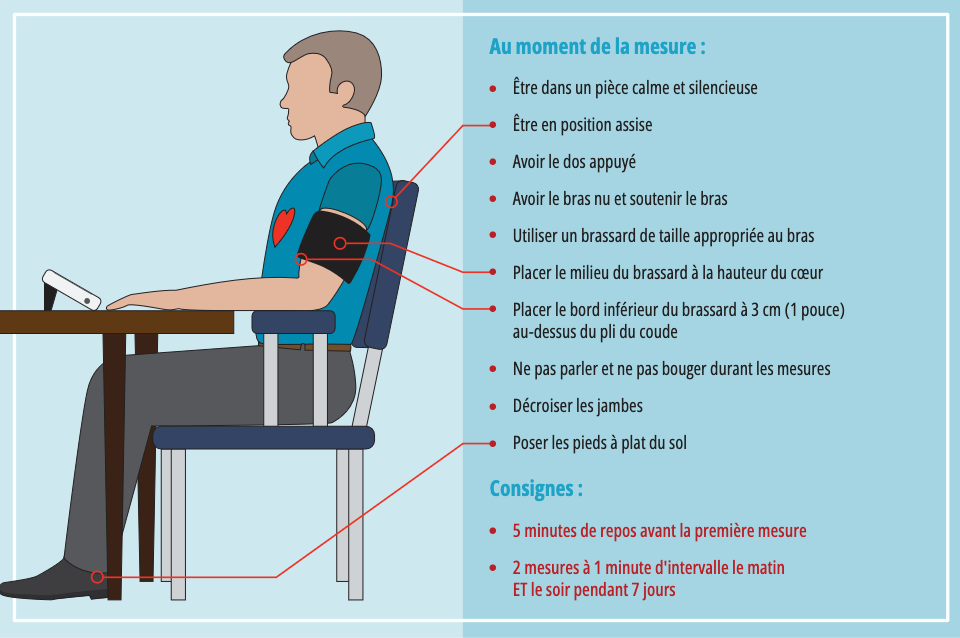 Au moment de la mesure :
Être dans un pièce calme et silencieuse
Être en position assise
Avoir le dos appuyé
Avoir le bras nu et soutenir le bras
Utiliser un brassard de taille appropriée au bras
Placer le milieu du brassard à la hauteur du cœur
Placer le bord inférieur du brassard à 3 cm (1 pouce)
au-dessus du pli du coude
Ne pas parler et ne pas bouger durant les mesures
Décroiser les jambes
Poser les pieds à plat du sol
Consignes :
5 minutes de repos avant la première mesure
2 mesures à 1 minute d'intervalle le matin
ET le soir pendant 7 jours